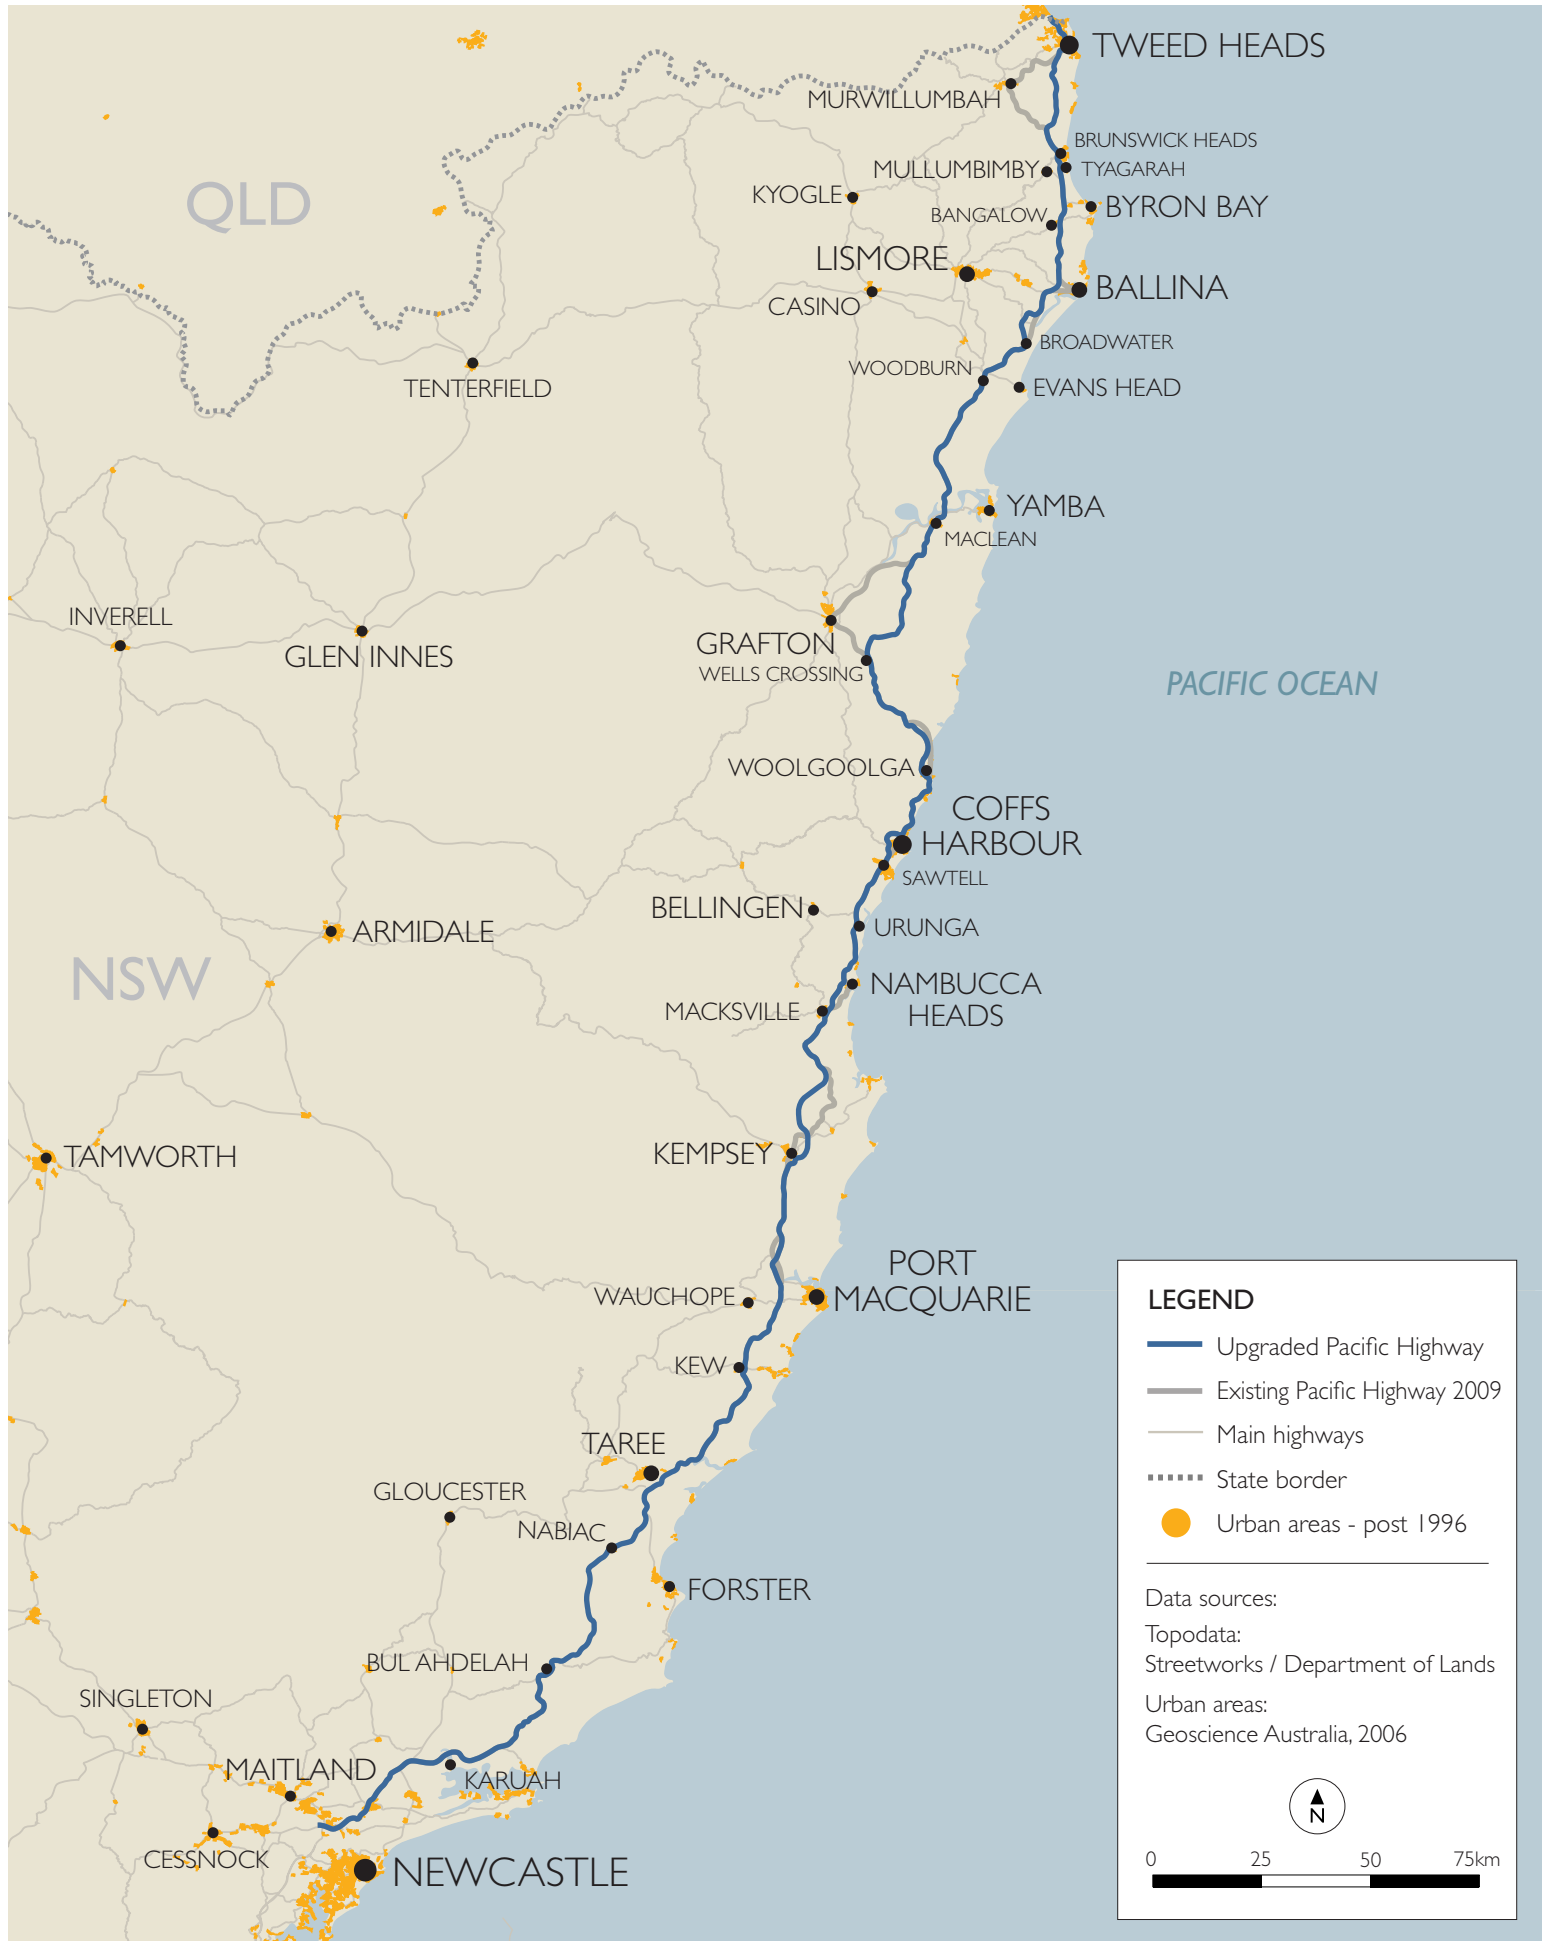 TWEED HEADS
MURWILLUMBAH
BRUNSWICK HEADS
MULLUMBIMBY
TYAGARAH
QLD
KYOGLE
BYRON BAY
BANGALOW
LISMORE
BALLINA
CASINO
BROADWATER
WOODBURN
TENTERFIELD
EVANS HEAD
YAMBA
MACLEAN
INVERELL
GLEN INNES
GRAFTON
WELLS CROSSING
PACIFIC OCEAN
WOOLGOOLGA
COFFS
HARBOUR
SAWTELL
BELLINGEN
ARMIDALE
URUNGA
NSW
NAMBUCCA
HEADS
MACKSVILLE
KEMPSEY
TAMWORTH
PORT
MACQUARIE
WAUCHOPE
KEW
TAREE
GLOUCESTER
NABIAC
FORSTER
BUL AHDELAH
SINGLETON
MAITLAND
KARUAH
CESSNOCK
NEWCASTLE
LEGEND
Upgraded Pacific Highway
Existing Pacific Highway 2009
Main highways
State border
Urban areas - post 1996
Data sources:
Topodata:
Streetworks / Department of Lands
Urban areas:
Geoscience Australia, 2006
N
0 25 50 75km